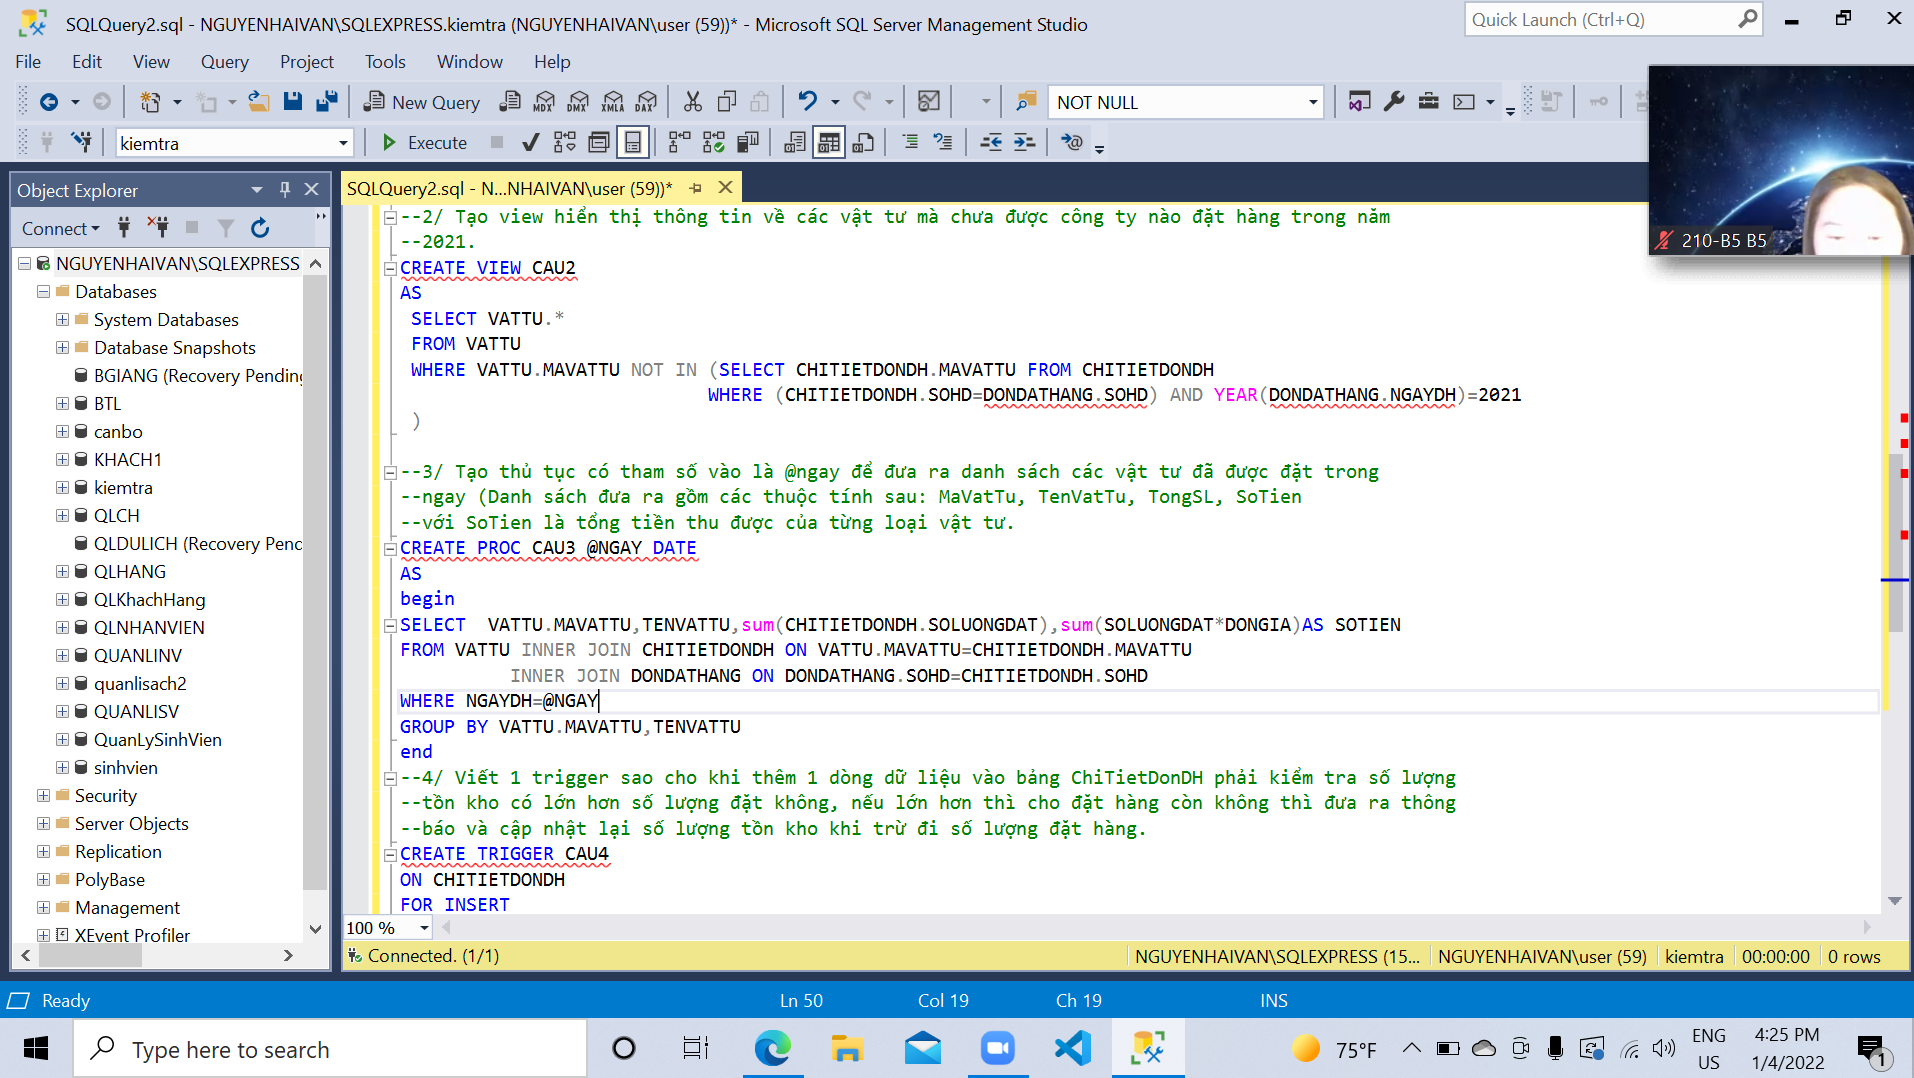 SQLQuery2.sql - NGUYENHAIVAN\SQLEXPRESS.kiemtra (NGUYENHAIVAN\user (59))* - Microsoft SQL Server Management Studio
Quick Launch (Ctrl+Q)
File Edit View Query Project Tools Window Help
New Query
MDX DMX XMLA DAX
NOT NULL
kiemtra
Execute
210-B5 B5
Object Explorer
SQLQuery2.sql - N...NHAIVAN\user (59))*
Connect
NGUYENHAIVAN\SQLEXPRESS
Databases
System Databases
Database Snapshots
BGIANG (Recovery Pending
BTL
canbo
KHACH1
kiemtra
QLCH
QLDULICH (Recovery Pend
QLHANG
QLKhachHang
QLNHANVIEN
QUANLINV
quanlisach2
QUANLISV
QuanLySinhVien
sinhvien
Security
Server Objects
Replication
PolyBase
Management
XEvent Profiler
--2/ Tạo view hiển thị thông tin về các vật tư mà chưa được công ty nào đặt hàng trong năm
--2021.
CREATE VIEW CAU2
AS
SELECT VATTU.*
FROM VATTU
WHERE VATTU.MAVATTU NOT IN (SELECT CHITIETDONDH.MAVATTU FROM CHITIETDONDH
WHERE (CHITIETDONDH.SOHD=DONDATHANG.SOHD) AND YEAR(DONDATHANG.NGAYDH)=2021
)
--3/ Tạo thủ tục có tham số vào là @ngay để đưa ra danh sách các vật tư đã được đặt trong
--ngay (Danh sách đưa ra gồm các thuộc tính sau: MaVatTu, TenVatTu, TongSL, SoTien
--với SoTien là tổng tiền thu được của từng loại vật tư.
CREATE PROC CAU3 @NGAY DATE
AS
begin
SELECT  VATTU.MAVATTU,TENVATTU,sum(CHITIETDONDH.SOLUONGDAT),sum(SOLUONGDAT*DONGIA)AS SOTIEN
FROM VATTU INNER JOIN CHITIETDONDH ON VATTU.MAVATTU=CHITIETDONDH.MAVATTU
INNER JOIN DONDATHANG ON DONDATHANG.SOHD=CHITIETDONDH.SOHD
WHERE NGAYDH=@NGAY
GROUP BY VATTU.MAVATTU,TENVATTU
end
--4/ Viết 1 trigger sao cho khi thêm 1 dòng dữ liệu vào bảng ChiTietDonDH phải kiểm tra số lượng
--tồn kho có lớn hơn số lượng đặt không, nếu lớn hơn thì cho đặt hàng còn không thì đưa ra thông
--báo và cập nhật lại số lượng tồn kho khi trừ đi số lượng đặt hàng.
CREATE TRIGGER CAU4
ON CHITIETDONDH
FOR INSERT
100 %
Connected. (1/1)
NGUYENHAIVAN\SQLEXPRESS (15... NGUYENHAIVAN\user (59) kiemtra 00:00:00 0 rows
Ready
Ln 50 Col 19 Ch 19 INS
Type here to search
75°F
ENG
US
4:25 PM
1/4/2022
1